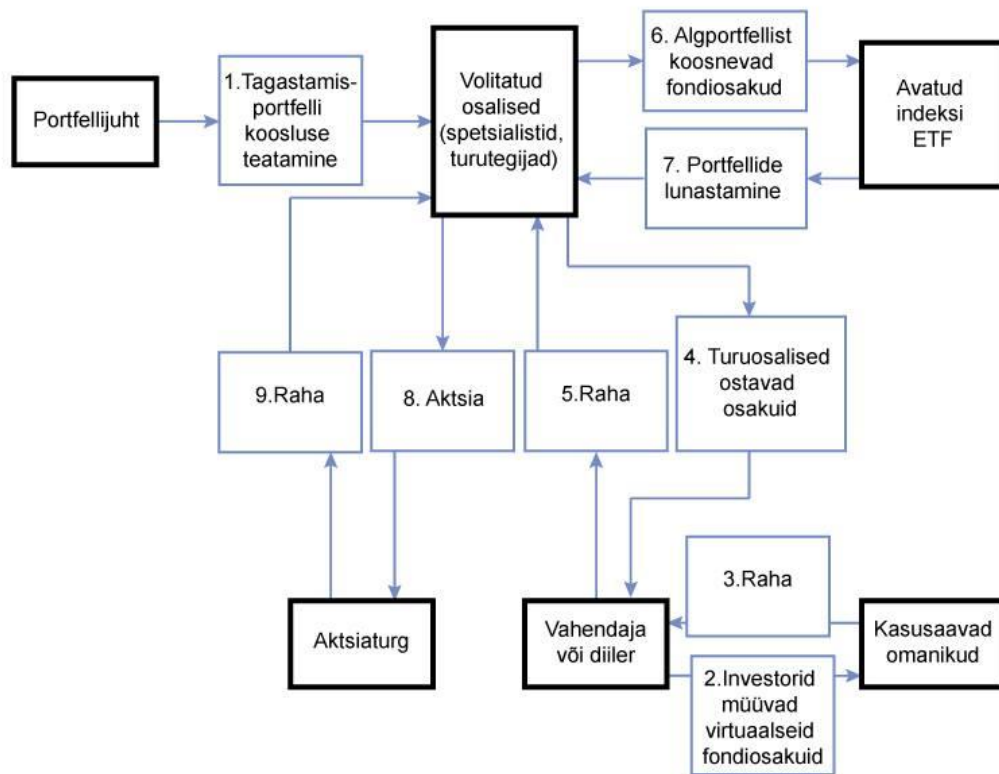 Portfellijuht
1.Tagastamis-
portfelli
koosluse
teatamine
Volitatud
osalised
(spetsialistid,
turutegijad)
6. Algportfellist
koosnevad
fondiosakud
Avatud
indeksi
ETF
7. Portfellide
lunastamine
9.Raha
8. Aktsia
5.Raha
4. Turuosalised
ostavad
osakuid
3.Raha
Aktsiaturg
Vahendaja
või diiler
Kasusaavad
omanikud
2.Investorid
müüvad
virtuaalseid
fondiosakuid